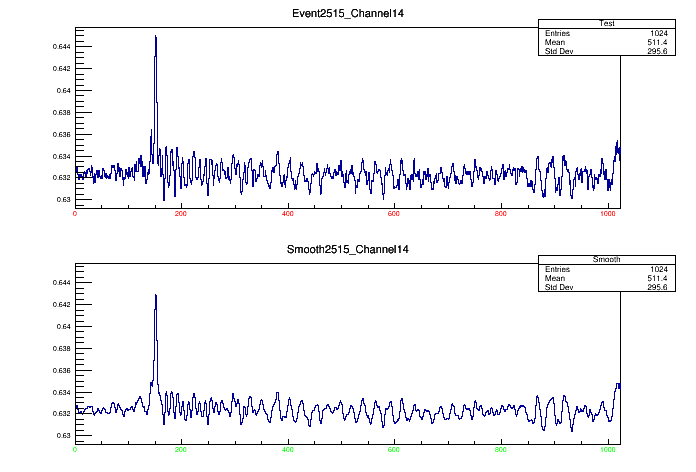 Event2515_Channel14
Test
Entries 1024
Mean 511.4
Std Dev 295.6
0.644
0.642
0.64
0.638
0.636
0.634
0.632
0.63
0 200 400 600 800 1000
Smooth2515_Channel14
Smooth
Entries 1024
Mean 511.4
Std Dev 295.6
0.644
0.642
0.64
0.638
0.636
0.634
0.632
0.63
0 200 400 600 800 1000